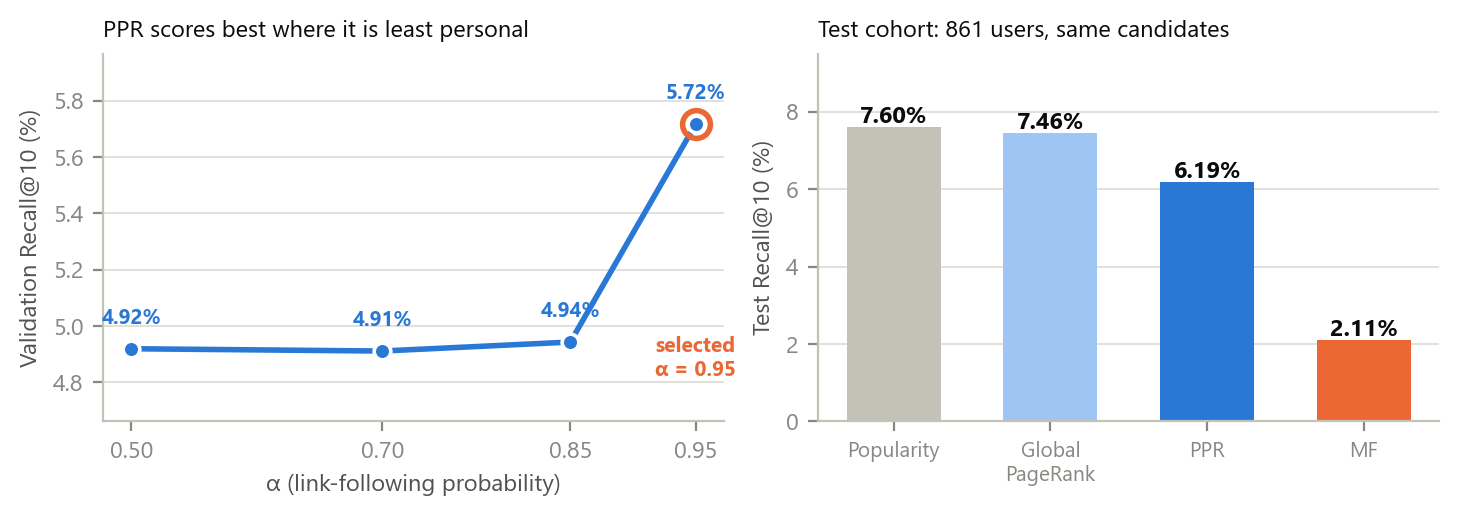 PPR scores best where it is least personal
Validation Recall@10 (%)
5.8
5.6
5.4
5.2
5.0
4.8
4.92%
4.91%
4.94%
5.72%
selected
α = 0.95
0.50
0.70
0.85
0.95
α (link-following probability)
Test cohort: 861 users, same candidates
Test Recall@10 (%)
8
6
4
2
0
7.60%
7.46%
6.19%
2.11%
Popularity
Global
PageRank
PPR
MF